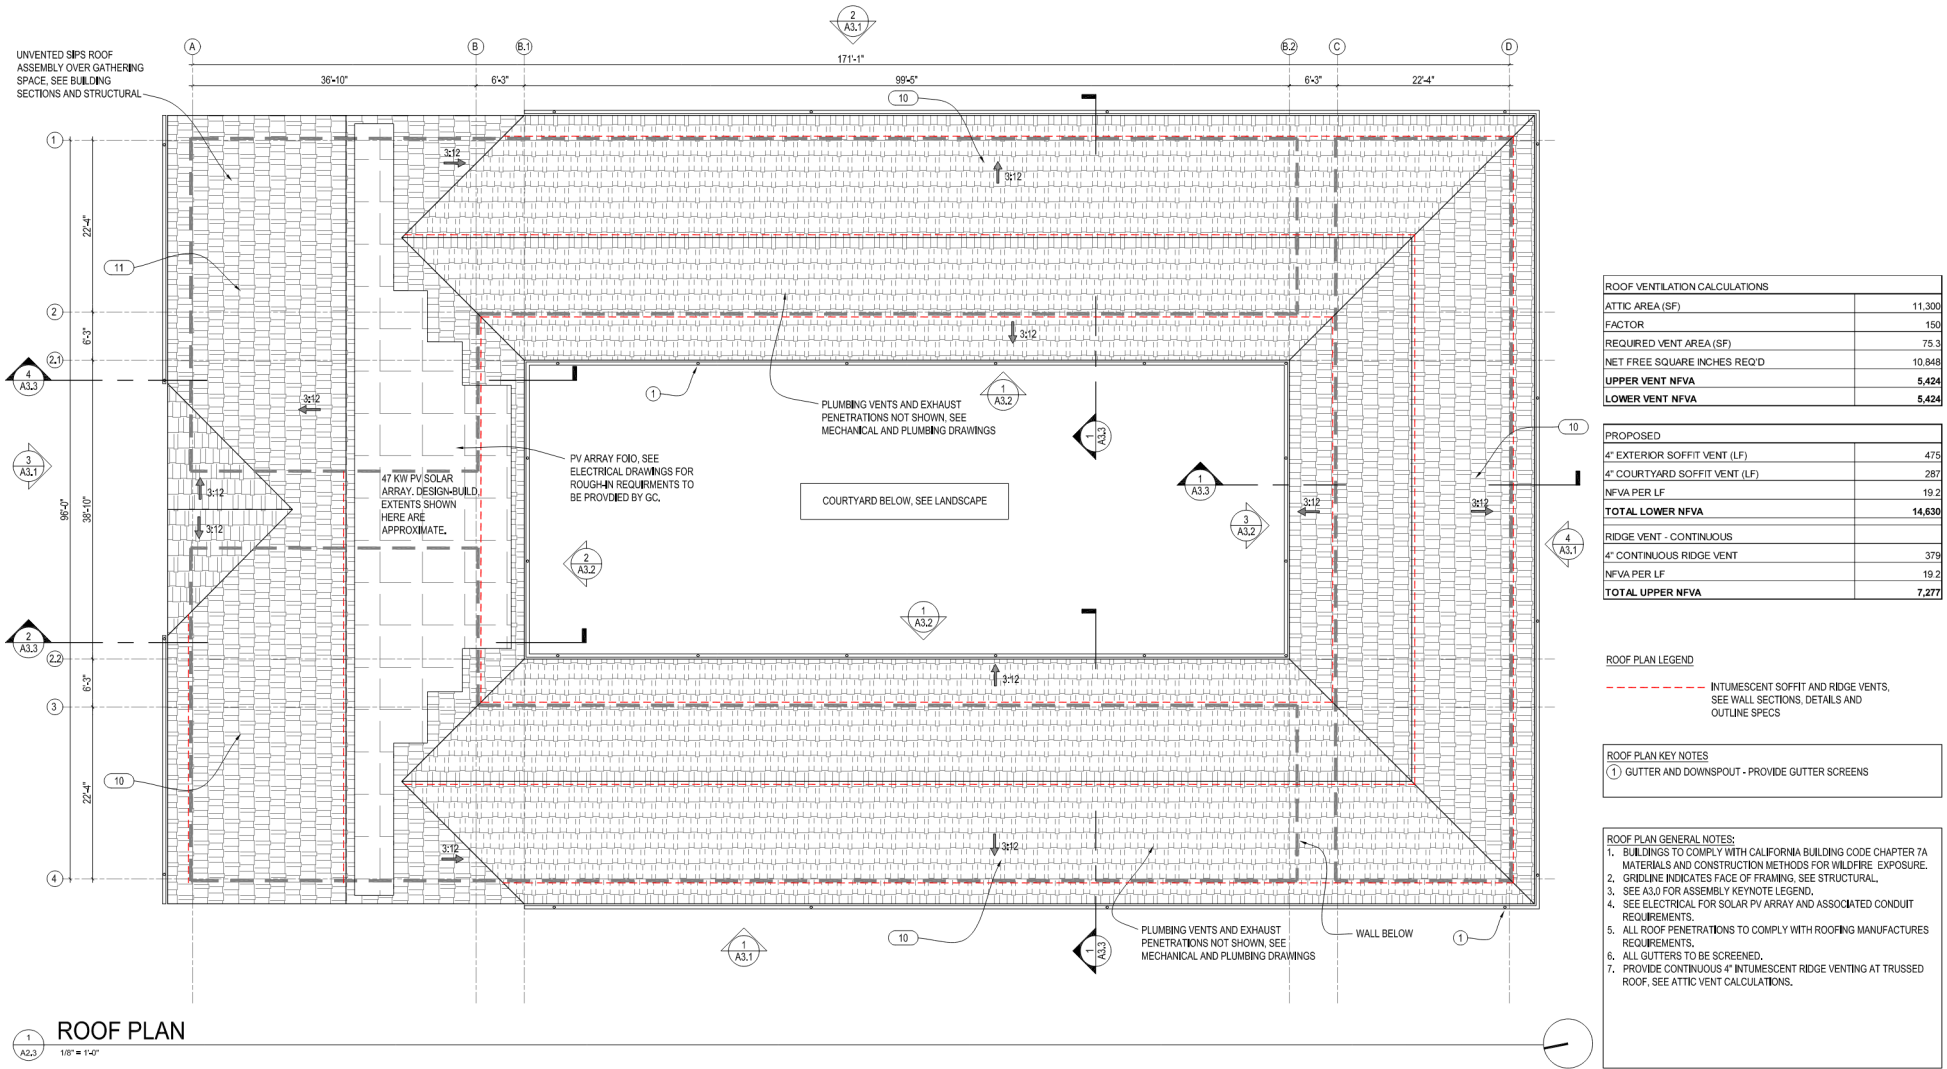 2
A3.1
A
B
B.1
B.2
C
D
171'-1"
36'-10"
6'-3"
99'-5"
6'-3"
22'-4"
UNVENTED SIPS ROOF
ASSEMBLY OVER GATHERING
SPACE, SEE BUILDING
SECTIONS AND STRUCTURAL
10
1
3:12
3:12
22'-4"
11
2
6'-3"
3:12
2.1
4
A3.3
3:12
1
1
A3.2
PLUMBING VENTS AND EXHAUST
PENETRATIONS NOT SHOWN, SEE
MECHANICAL AND PLUMBING DRAWINGS
1
A3.3
10
3
A3.1
PV ARRAY FOIO, SEE
ELECTRICAL DRAWINGS FOR
ROUGH-IN REQUIRMENTS TO
BE PROVDIED BY GC.
47 KW PV SOLAR
ARRAY. DESIGN-BUILD.
EXTENTS SHOWN
HERE ARE
APPROXIMATE.
COURTYARD BELOW, SEE LANDSCAPE
1
A3.3
3:12
3:12
3:12
3:12
96'-0"
38'-10"
3
A3.2
4
A3.1
2
A3.2
1
A3.2
2
A3.3
2.2
6'-3"
3:12
3
10
22'-4"
3:12
3:12
4
10
1
A3.1
1
A3.3
PLUMBING VENTS AND EXHAUST
PENETRATIONS NOT SHOWN, SEE
MECHANICAL AND PLUMBING DRAWINGS
WALL BELOW
1
1
A2.3
ROOF PLAN
1/8" = 1'-0"
ROOF VENTILATION CALCULATIONS
ATTIC AREA (SF) 11,300
FACTOR 150
REQUIRED VENT AREA (SF) 75.3
NET FREE SQUARE INCHES REQ'D 10,848
UPPER VENT NFVA 5,424
LOWER VENT NFVA 5,424
PROPOSED
4" EXTERIOR SOFFIT VENT (LF) 475
4" COURTYARD SOFFIT VENT (LF) 287
NFVA PER LF 19.2
TOTAL LOWER NFVA 14,630
RIDGE VENT - CONTINUOUS
4" CONTINUOUS RIDGE VENT 379
NFVA PER LF 19.2
TOTAL UPPER NFVA 7,277
ROOF PLAN LEGEND
INTUMESCENT SOFFIT AND RIDGE VENTS,
SEE WALL SECTIONS, DETAILS AND
OUTLINE SPECS
ROOF PLAN KEY NOTES
1 GUTTER AND DOWNSPOUT - PROVIDE GUTTER SCREENS
ROOF PLAN GENERAL NOTES:
1. BUILDINGS TO COMPLY WITH CALIFORNIA BUILDING CODE CHAPTER 7A
MATERIALS AND CONSTRUCTION METHODS FOR WILDFIRE EXPOSURE.
2. GRIDLINE INDICATES FACE OF FRAMING, SEE STRUCTURAL.
3. SEE A3.0 FOR ASSEMBLY KEYNOTE LEGEND.
4. SEE ELECTRICAL FOR SOLAR PV ARRAY AND ASSOCIATED CONDUIT
REQUIREMENTS.
5. ALL ROOF PENETRATIONS TO COMPLY WITH ROOFING MANUFACTURES
REQUIREMENTS.
6. ALL GUTTERS TO BE SCREENED.
7. PROVIDE CONTINUOUS 4" INTUMESCENT RIDGE VENTING AT TRUSSED
ROOF, SEE ATTIC VENT CALCULATIONS.